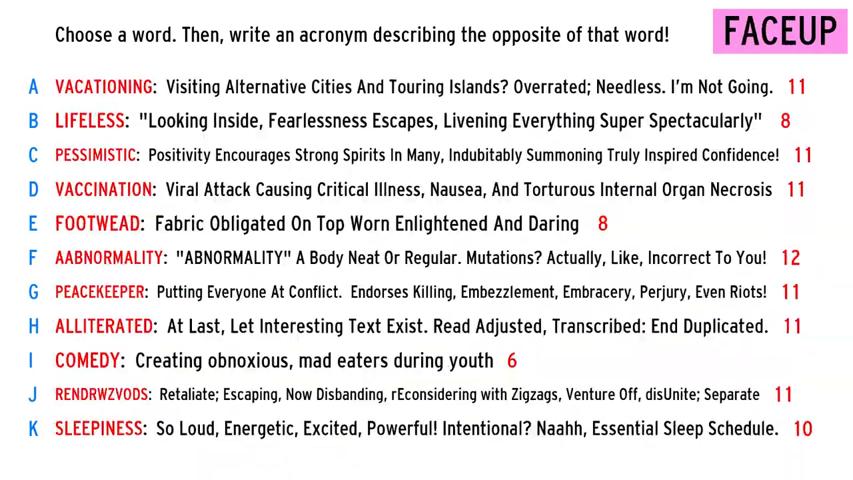 Choose a word. Then, write an acronym describing the opposite of that word!
FACEUP
A VACATIONING: Visiting Alternative Cities And Touring Islands? Overrated; Needless. I'm Not Going. 11
B LIFELESS: "Looking Inside, Fearlessness Escapes, Livening Everything Super Spectacularly" 8
C PESSIMISTIC: Positivity Encourages Strong Spirits In Many, Indubitably Summoning Truly Inspired Confidence! 11
D VACCINATION: Viral Attack Causing Critical Illness, Nausea, And Torturous Internal Organ Necrosis 11
E FOOTWEAD: Fabric Obligated On Top Worn Enlightened And Daring 8
F AABNORMALITY: "ABNORMALITY" A Body Neat Or Regular. Mutations? Actually, Like, Incorrect To You! 12
G PEACEKEEPER: Putting Everyone At Conflict. Endorses Killing, Embezzlement, Embracery, Perjury, Even Riots! 11
H ALLITERATED: At Last, Let Interesting Text Exist. Read Adjusted, Transcribed: End Duplicated. 11
I COMEDY: Creating obnoxious, mad eaters during youth 6
J RENDRWZVODS: Retaliate; Escaping, Now Disbanding, rEconsidering with Zigzags, Venture Off, disUnite; Separate 11
K SLEEPINESS: So Loud, Energetic, Excited, Powerful! Intentional? Naahh, Essential Sleep Schedule. 10